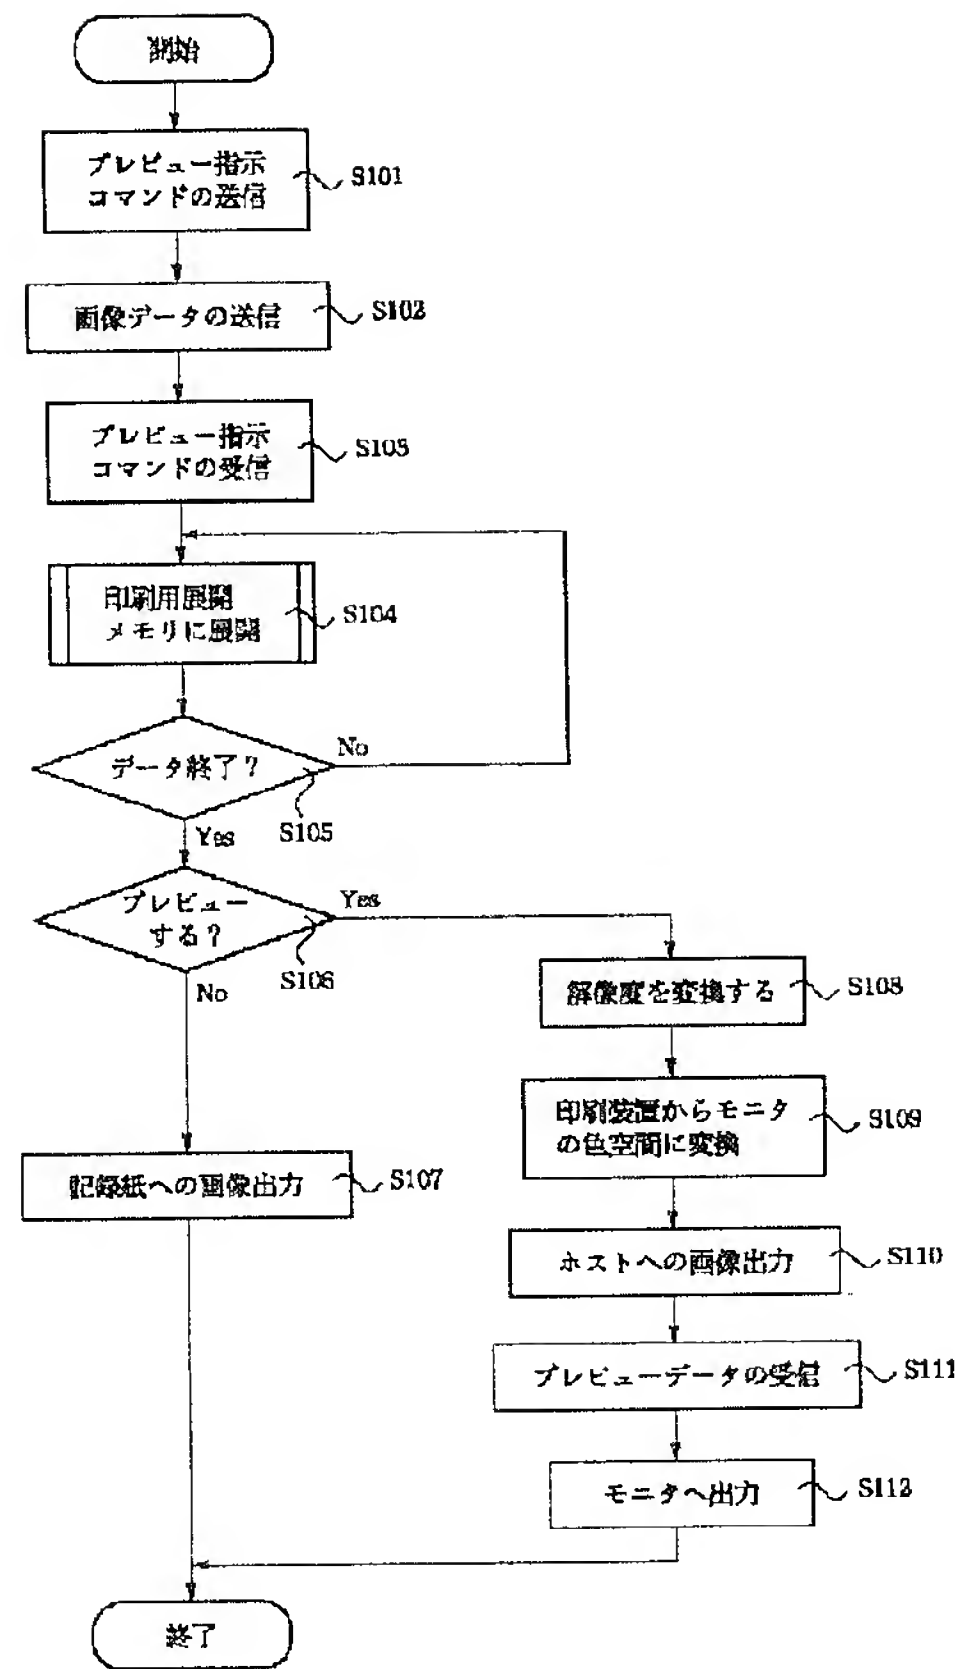 開始
プレビュー指示
コマンドの送信
S101
画像データの送信
S102
プレビュー指示
コマンドの受信
S103
印刷用展開
メモリに展開
S104
データ終了?
No
S105
Yes
プレビュー
する?
Yes
S106
No
解像度を変換する
S108
印刷装置からモニタ
の色空間に変換
S109
記録紙への画像出力
S107
ホストへの画像出力
S110
プレビューデータの受信
S111
モニタへ出力
S112
終了